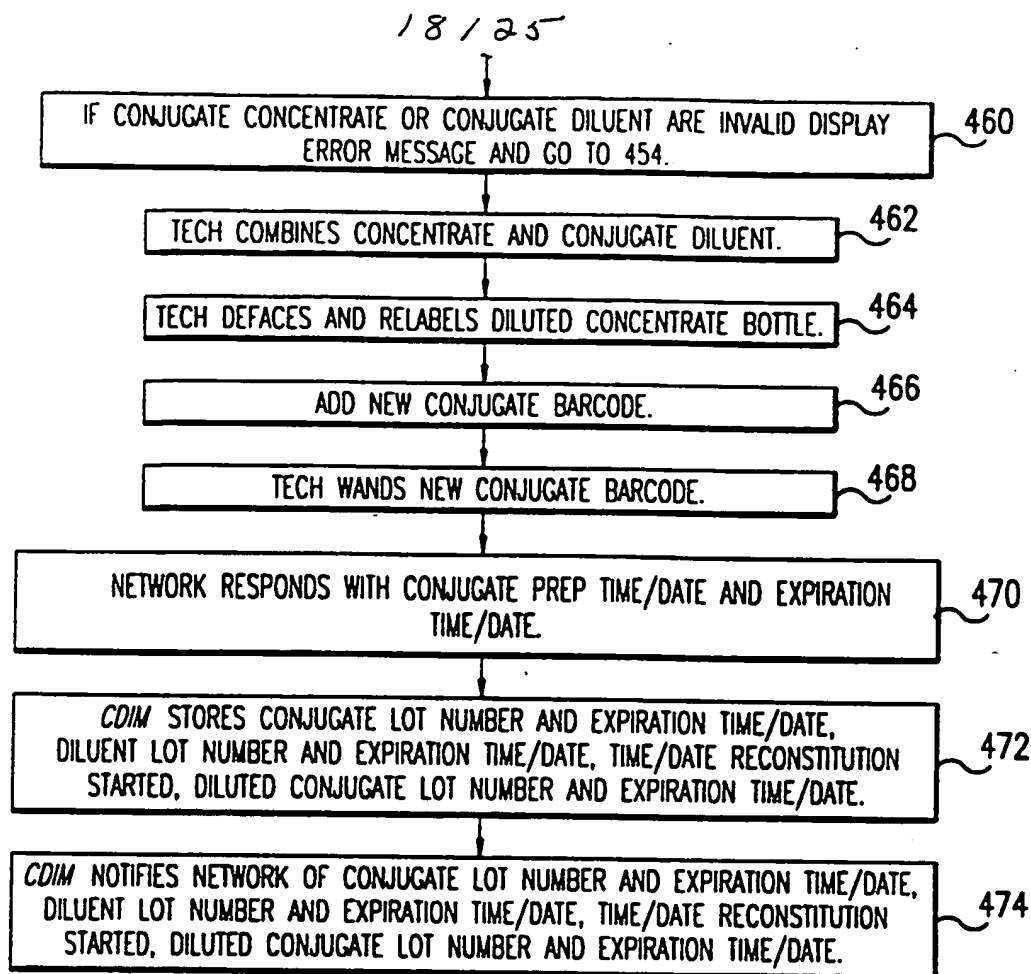 18/25
IF CONJUGATE CONCENTRATE OR CONJUGATE DILUENT ARE INVALID DISPLAY
ERROR MESSAGE AND GO TO 454.
460
TECH COMBINES CONCENTRATE AND CONJUGATE DILUENT.
462
TECH DEFACES AND RELABELS DILUTED CONCENTRATE BOTTLE.
464
ADD NEW CONJUGATE BARCODE.
466
TECH WANDS NEW CONJUGATE BARCODE.
468
NETWORK RESPONDS WITH CONJUGATE PREP TIME/DATE AND EXPIRATION
TIME/DATE.
470
CDIM STORES CONJUGATE LOT NUMBER AND EXPIRATION TIME/DATE,
DILUENT LOT NUMBER AND EXPIRATION TIME/DATE, TIME/DATE RECONSTITUTION
STARTED, DILUTED CONJUGATE LOT NUMBER AND EXPIRATION TIME/DATE.
472
CDIM NOTIFIES NETWORK OF CONJUGATE LOT NUMBER AND EXPIRATION TIME/DATE,
DILUENT LOT NUMBER AND EXPIRATION TIME/DATE, TIME/DATE RECONSTITUTION
STARTED, DILUTED CONJUGATE LOT NUMBER AND EXPIRATION TIME/DATE.
474